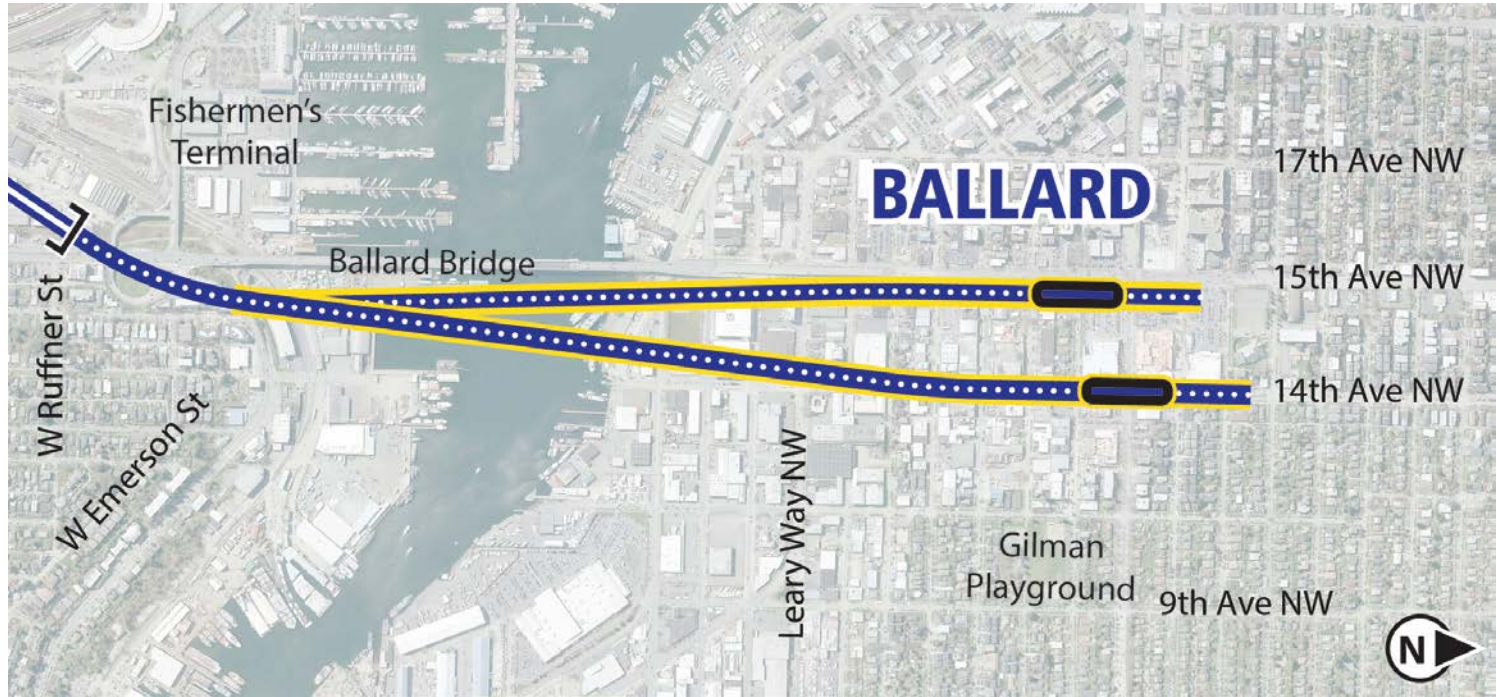 Fishermen's
Terminal
BALLARD
17th Ave NW
Ballard Bridge
15th Ave NW
W Ruffner St
14th Ave NW
W Emerson St
Leary Way NW
Gilman
Playground
9th Ave NW
N